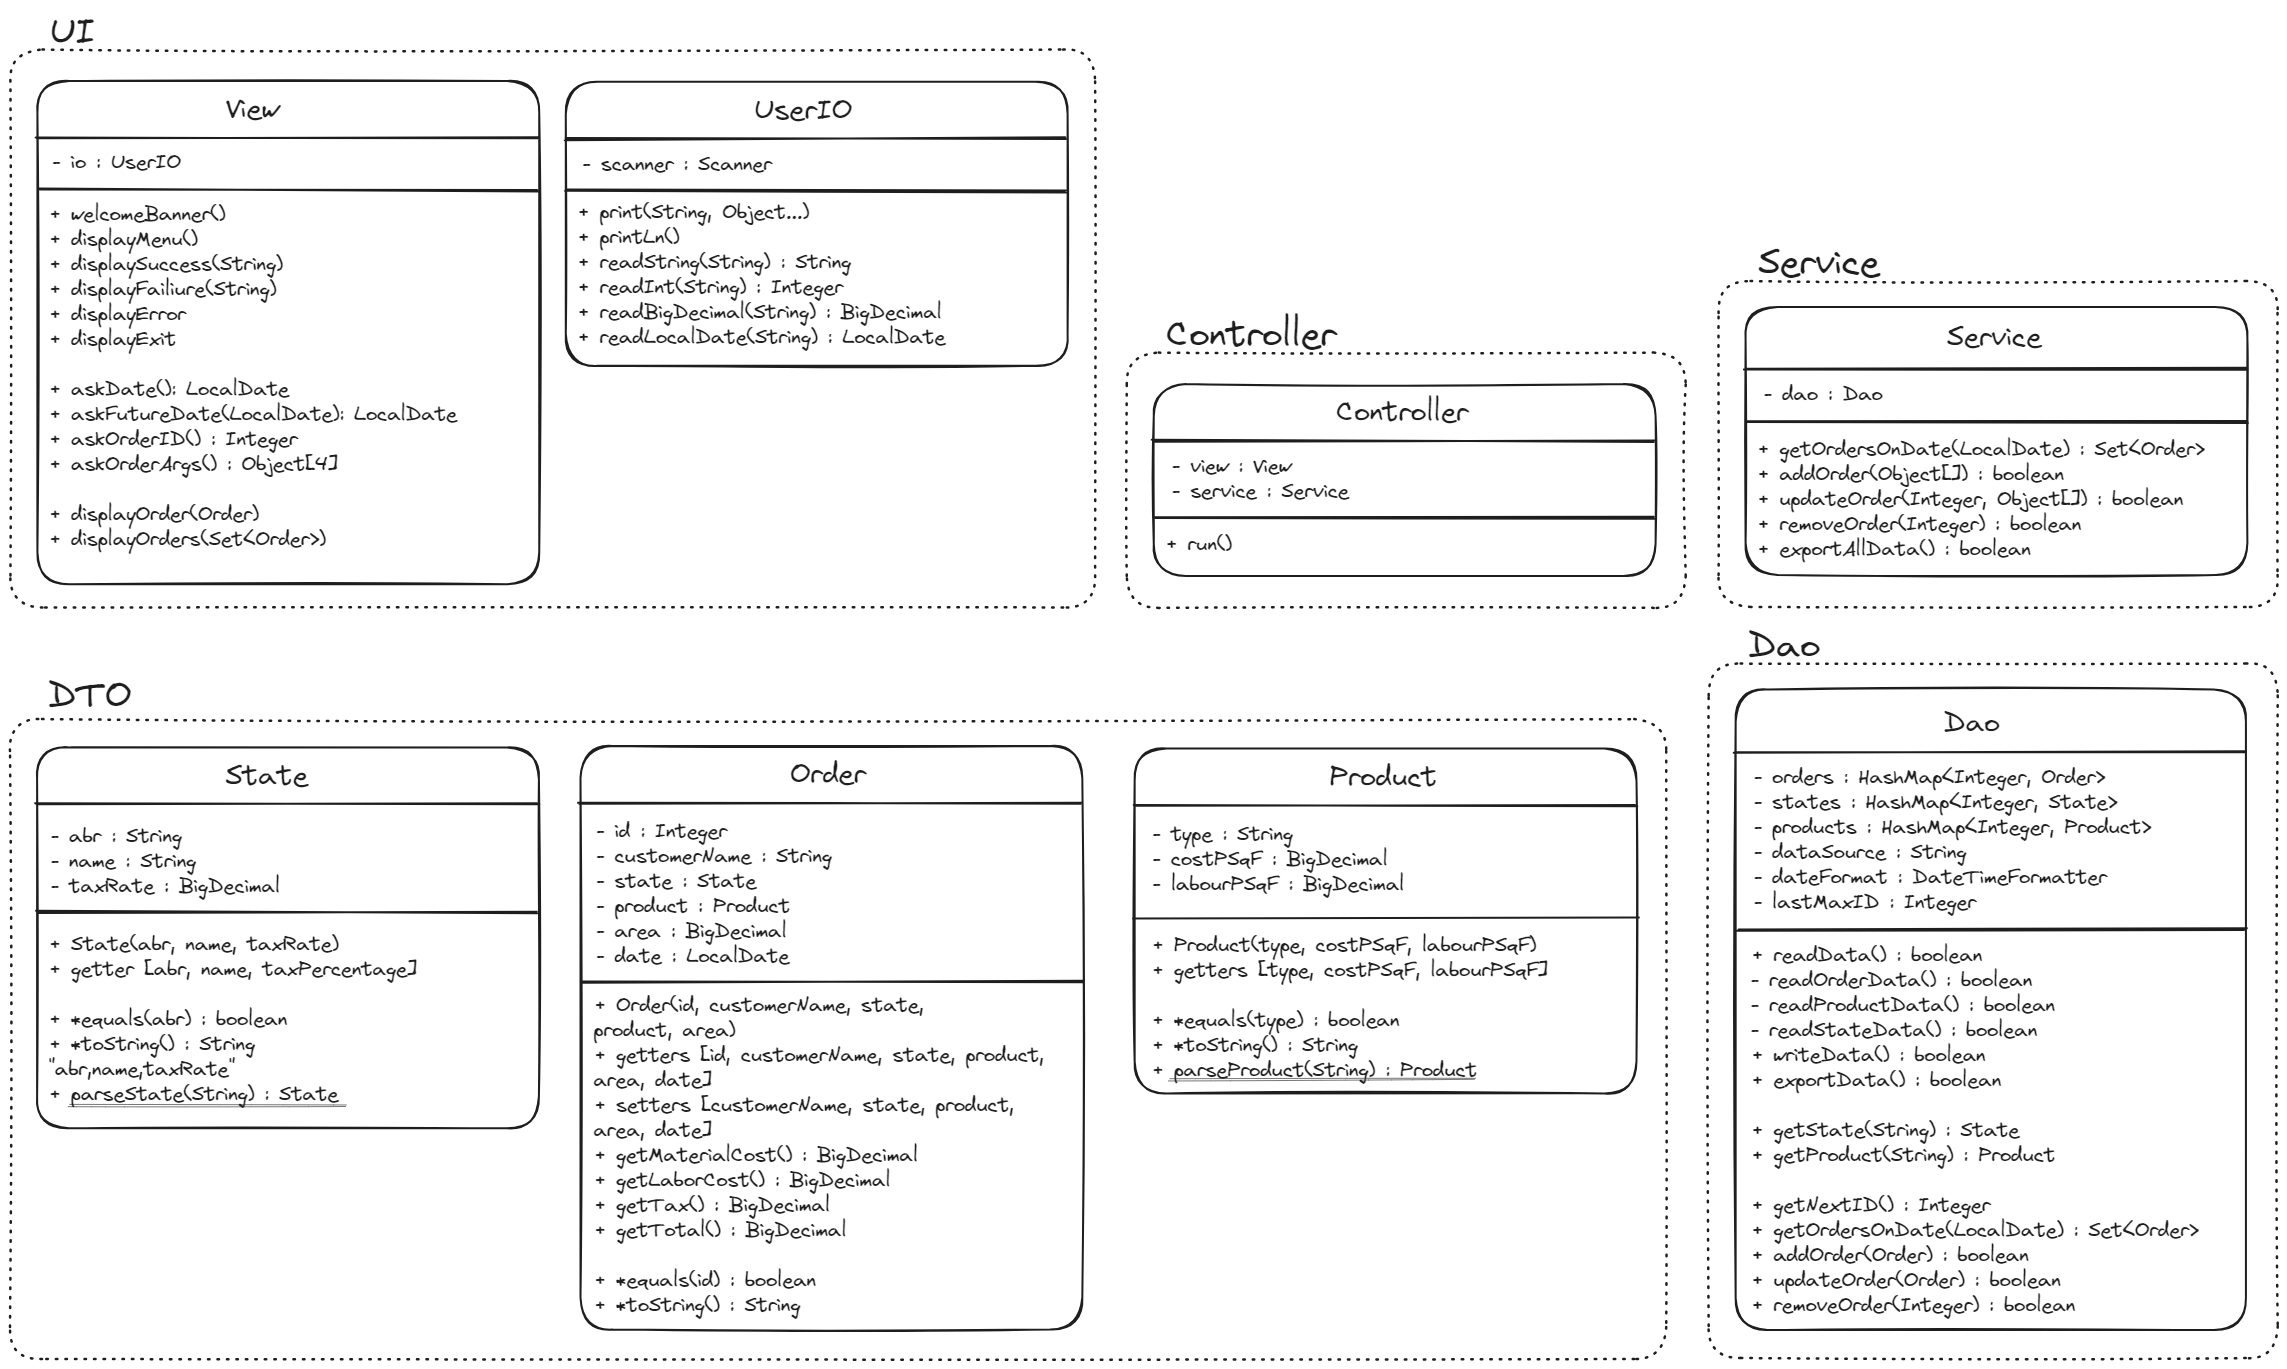 UI
View
- io : UserIO
+ welcomeBanner()
+ displayMenu()
+ displaySuccess(String)
+ displayFailiure(String)
+ displayError
+ displayExit
+ askDate(): LocalDate
+ askFutureDate(LocalDate): LocalDate
+ askOrderID() : Integer
+ askOrderArgs() : Object[4]
+ displayOrder(Order)
+ displayOrders(Set<Order>)
UserIO
- scanner : Scanner
+ print(String, Object...)
+ printLn()
+ readString(String) : String
+ readInt(String) : Integer
+ readBigDecimal(String) : BigDecimal
+ readLocalDate(String) : LocalDate
Controller
Controller
- view : View
- service : Service
+ run()
Service
Service
- dao : Dao
+ getOrdersOnDate(LocalDate) : Set<Order>
+ addOrder(Object[]) : boolean
+ updateOrder(Integer, Object[]) : boolean
+ removeOrder(Integer) : boolean
+ exportAllData() : boolean
DTO
State
- abr : String
- name : String
- taxRate : BigDecimal
+ State(abr, name, taxRate)
+ getter [abr, name, taxPercentage]
+ *equals(abr) : boolean
+ *toString() : String
"abr,name,taxRate"
+ parseState(String) : State
Order
- id : Integer
- customerName : String
- state : State
- product : Product
- area : BigDecimal
- date : LocalDate
+ Order(id, customerName, state,
product, area)
+ getters [id, customerName, state, product,
area, date]
+ setters [customerName, state, product,
area, date]
+ getMaterialCost() : BigDecimal
+ getLaborCost() : BigDecimal
+ getTax() : BigDecimal
+ getTotal() : BigDecimal
+ *equals(id) : boolean
+ *toString() : String
Product
- type : String
- costPSqF : BigDecimal
- labourPSqF : BigDecimal
+ Product(type, costPSqF, labourPSqF)
+ getters [type, costPSqF, labourPSqF]
+ *equals(type) : boolean
+ *toString() : String
+ parseProduct(String) : Product
Dao
Dao
- orders : HashMap<Integer, Order>
- states : HashMap<Integer, State>
- products : HashMap<Integer, Product>
- dataSource : String
- dateFormat : DateTimeFormatter
- lastMaxID : Integer
+ readData() : boolean
- readOrderData() : boolean
- readProductData() : boolean
- readStateData() : boolean
+ writeData() : boolean
+ exportData() : boolean
+ getState(String) : State
+ getProduct(String) : Product
+ getNextID() : Integer
+ getOrdersOnDate(LocalDate) : Set<Order>
+ addOrder(Order) : boolean
+ updateOrder(Order) : boolean
+ removeOrder(Integer) : boolean